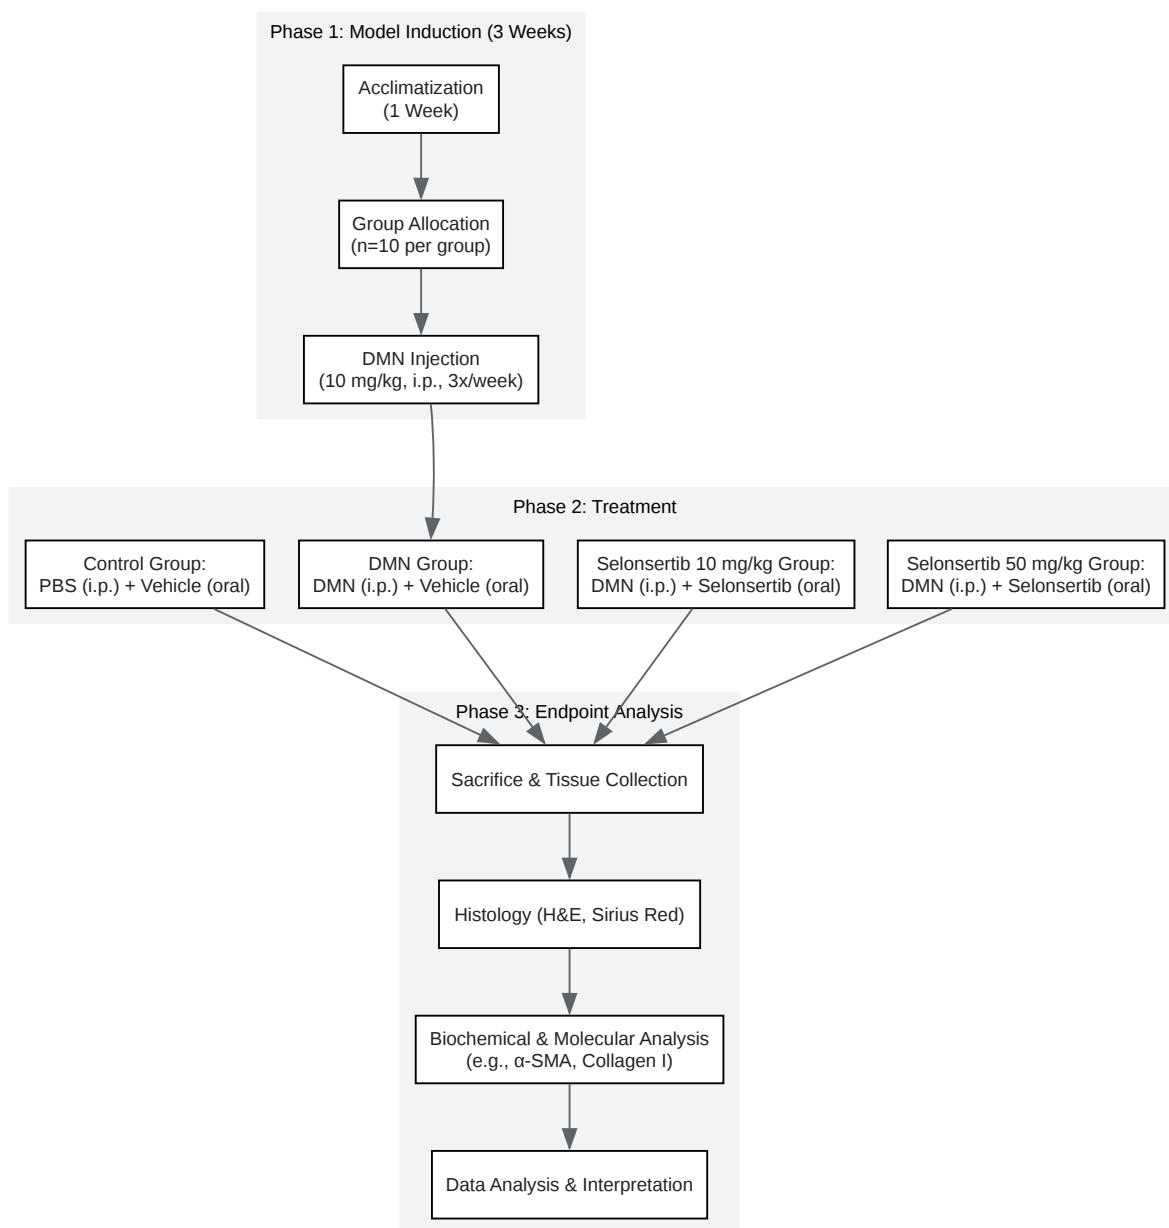 Phase 1: Model Induction (3 Weeks)
Acclimatization
(1 Week)
Group Allocation
(n=10 per group)
DMN Injection
(10 mg/kg, i.p., 3x/week)
Phase 2: Treatment
Control Group:
PBS (i.p.) + Vehicle (oral)
DMN Group:
DMN (i.p.) + Vehicle (oral)
Selonsertib 10 mg/kg Group:
DMN (i.p.) + Selonsertib (oral)
Selonsertib 50 mg/kg Group:
DMN (i.p.) + Selonsertib (oral)
Phase 3: Endpoint Analysis
Sacrifice & Tissue Collection
Histology (H&E, Sirius Red)
Biochemical & Molecular Analysis
(e.g., α-SMA, Collagen I)
Data Analysis & Interpretation